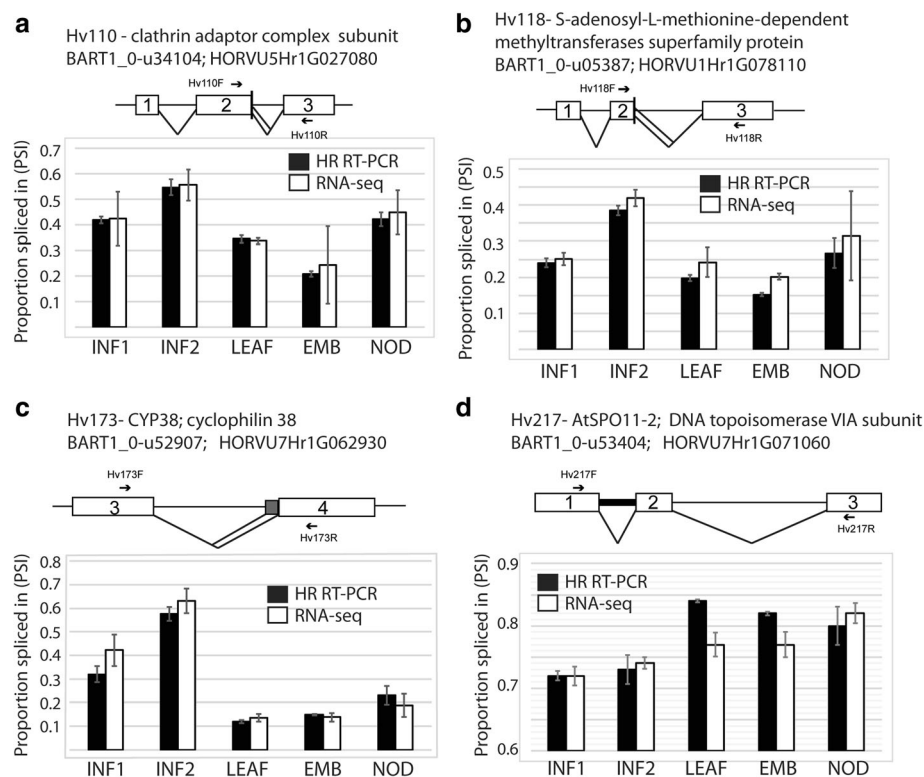 a
Hv110 - clathrin adaptor complex subunit
BART1_0-u34104; HORVU5Hr1G027080
Hv110F
1 2 3
Hv110R
Proportion spliced in (PSI)
0.7
0.6
0.5
0.4
0.3
0.2
0.1
HR RT-PCR
RNA-seq
INF1 INF2 LEAF EMB NOD
b
Hv118- S-adenosyl-L-methionine-dependent
methyltransferases superfamily protein
BART1_0-u05387; HORVU1Hr1G078110
Hv118F
1 2 3
Hv118R
Proportion spliced in (PSI)
0.5
0.4
0.3
0.2
0.1
HR RT-PCR
RNA-seq
INF1 INF2 LEAF EMB NOD
c
Hv173- CYP38; cyclophilin 38
BART1_0-u52907; HORVU7Hr1G062930
Hv173F
3 4
Hv173R
Proportion spliced in (PSI)
0.8
0.7
0.6
0.5
0.4
0.3
0.2
0.1
HR RT-PCR
RNA-seq
INF1 INF2 LEAF EMB NOD
d
Hv217- AtSPO11-2; DNA topoisomerase VIA subunit
BART1_0-u53404; HORVU7Hr1G071060
Hv217F
1 2 3
Hv217R
Proportion spliced in (PSI)
0.9
0.8
0.7
0.6
HR RT-PCR
RNA-seq
INF1 INF2 LEAF EMB NOD